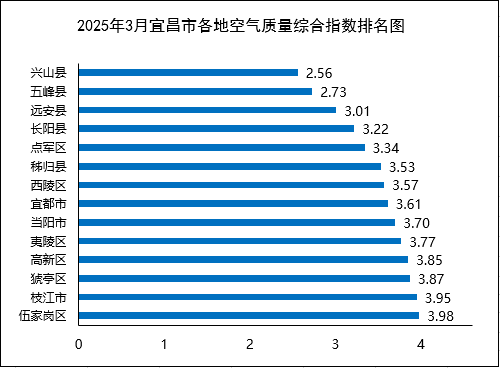 2025年3月宜昌市各地空气质量综合指数排名图
兴山县 2.56
五峰县 2.73
远安县 3.01
长阳县 3.22
点军区 3.34
秭归县 3.53
西陵区 3.57
宜都市 3.61
当阳市 3.70
夷陵区 3.77
高新区 3.85
猇亭区 3.87
枝江市 3.95
伍家岗区 3.98
0 1 2 3 4